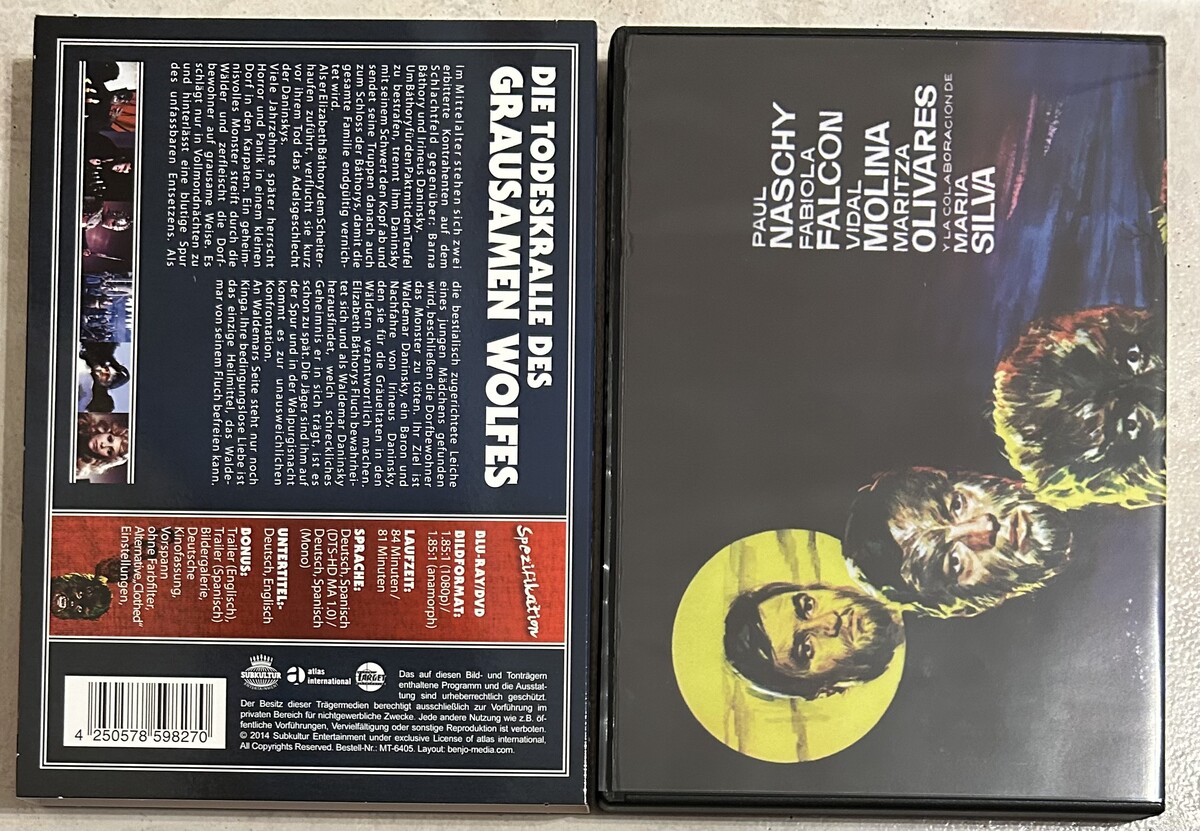 DIE TODESKRALLE DES
GRAUSAMEN WOLFES
Im Mittelalter stehen sich zwei
erbitterte Kontrahenten auf dem
Schlachtfeld gegenüber: Barna
Báthory und Irineus Daninsky.
Um Báthory für den Pakt mit dem Teufel
zu bestrafen, trennt ihm Daninsky
mir seinem Schwert den Kopf ab und
sendet seine Truppen danach auch
zum Schloss der Báthorys, damit die
gesamte Familie endgültig vernich-
tet wird.
Als er Elizabeth Báthory dem Scheiter-
haufen zuführt, verflucht sie kurz
vor ihrem Tod das Adelsgeschlecht
der Daninskys.
Viele Jahrzehnte später herrscht
Horror und Panik in einem kleinen
Dorf in den Karpaten. Ein geheim-
nisvolles Monster streift durch die
Wälder und zerfleischt die Dorf-
bewohner auf grausame Weise. Es
schlägt nur in Vollmondnächten zu
und hinterlässt eine blutige Spur
des unfassbaren Entsetzens. Als
die bestialisch zugerichtete Leiche
eines jungen Mädchens gefunden
wird, beschließen die Dorfbewohner
das Monster zu töten. Ihr Ziel ist
Waldemar Daninsky, ein Baron und
Nachfahre von Irineus Daninsky,
den sie für die Gräueltaten in den
Wäldern verantwortlich machen.
Elizabeth Báthorys Fluch bewahrhei-
tet sich und als Waldemar Daninsky
herausfindet, welch schreckliches
Geheimnis er in sich trägt, ist es
schon zu spät. Die Jäger sind ihm auf
der Spur und in der Walpurgisnacht
kommt es zur unausweichlichen
Konfrontation.
An Waldemars Seite steht nur noch
Kinga. Ihre bedingungslose Liebe ist
das einzige Heilmittel, das Walde-
mar von seinem Fluch befreien kann.
Spezifikation
BLU-RAY/DVD
BILDFORMAT:
1.85:1 (1080p)/
1.85:1 (anamorph)
LAUFZEIT:
84 Minuten/
81 Minuten
SPRACHE:
Deutsch, Spanisch
(DTS-HD MA 1.0)/
Deutsch, Spanisch
(Mono)
UNTERTITEL:
Deutsch, Englisch
BONUS:
Trailer (Englisch),
Trailer (Spanisch)
Bildergalerie,
Deutsche
Kinofassung,
Vorspann
ohne Farbfilter,
Alternative „Clothed"
Einstellungen,
SUBKULTUR
atlas
international
TARGET
Das auf diesen Bild- und Tonträgern
enthaltene Programm und die Ausstat-
tung sind urheberrechtlich geschützt.
Der Besitz dieser Trägermedien berechtigt ausschließlich zur Vorführung im
privaten Bereich für nichtgewerbliche Zwecke. Jede andere Nutzung wie z.B. öf-
fentliche Vorführungen, Vervielfältigung oder sonstige Reproduktion ist verboten.
© 2014 Subkultur Entertainment under exclusive License of atlas international,
All Copyrights Reserved. Bestell-Nr.: MT-6405. Layout: benjo-media.com.
4 250578 598270
PAUL
NASCHY
FABIOLA
FALCON
VIDAL
MOLINA
MARITZA
OLIVARES
Y LA COLABORACION DE
MARIA
SILVA